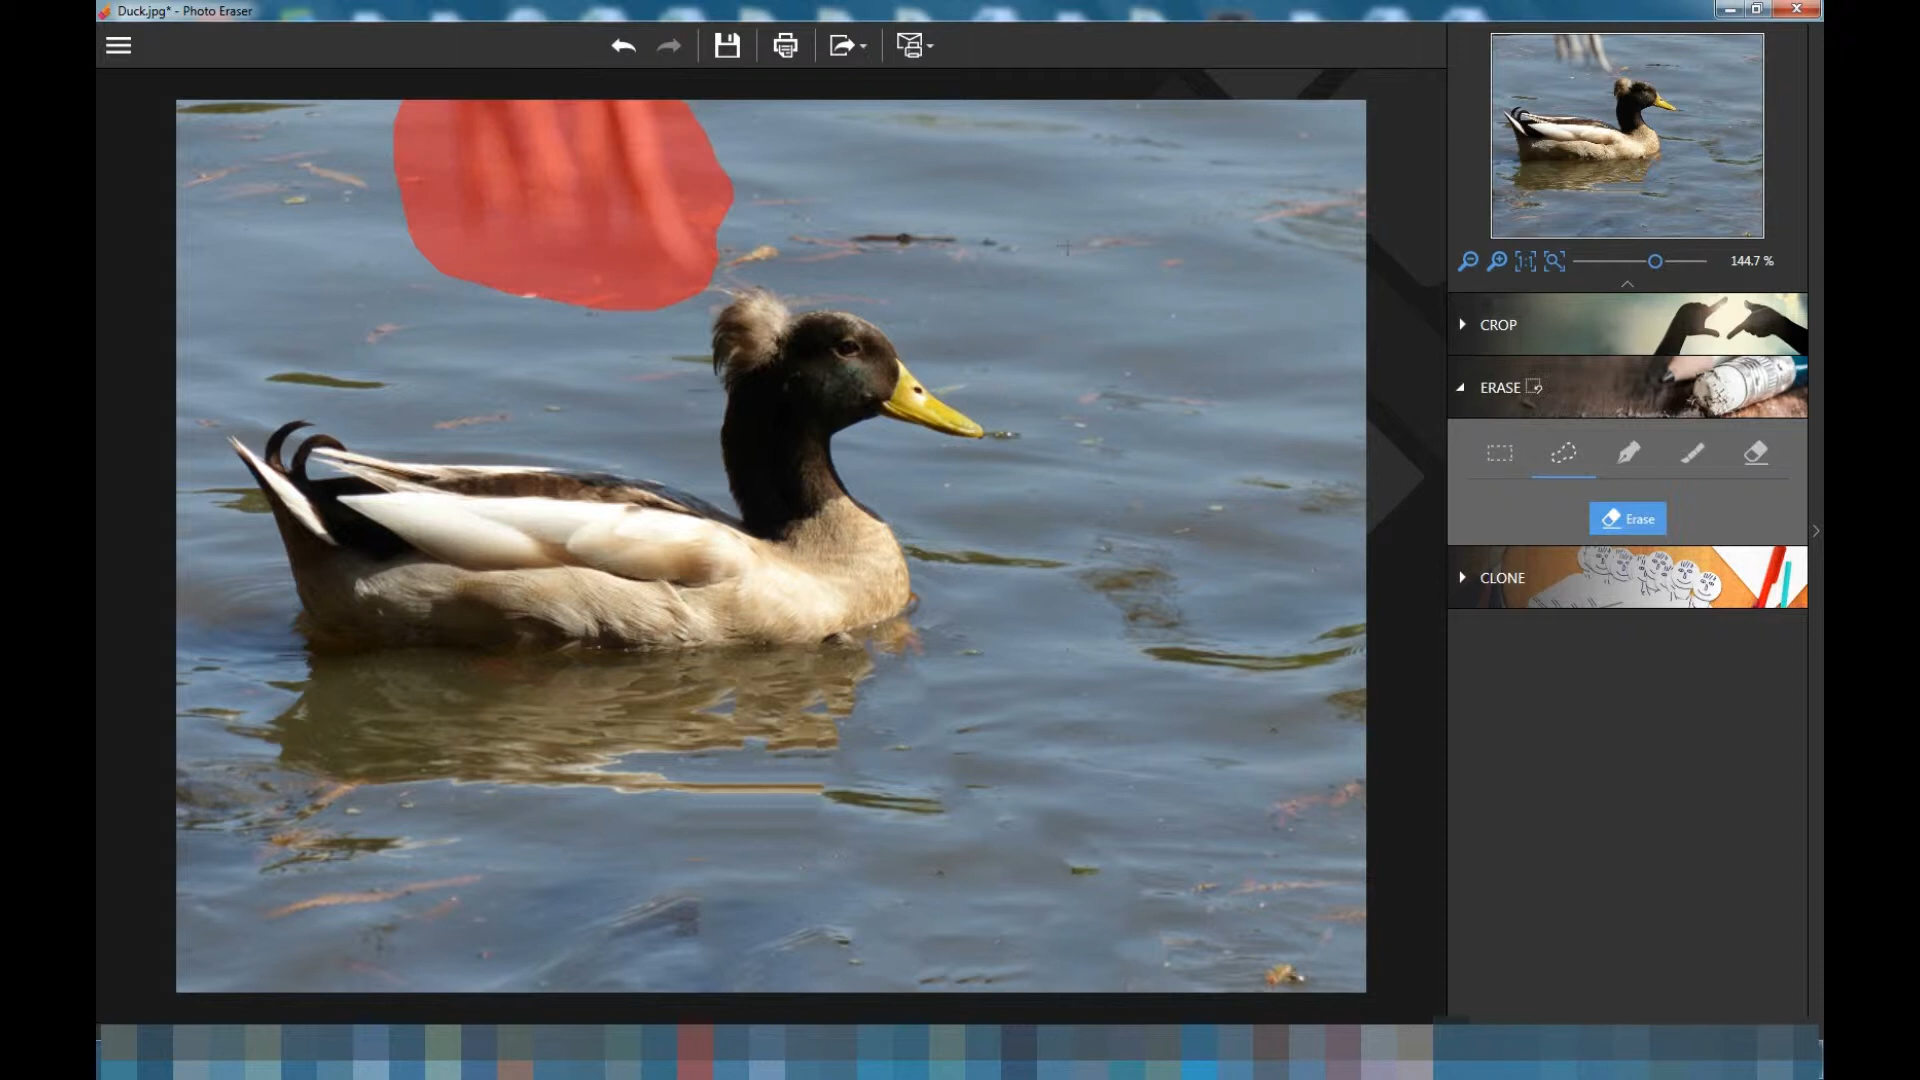 Duck.jpg* - Photo Eraser
144.7 %
CROP
ERASE
Erase
CLONE